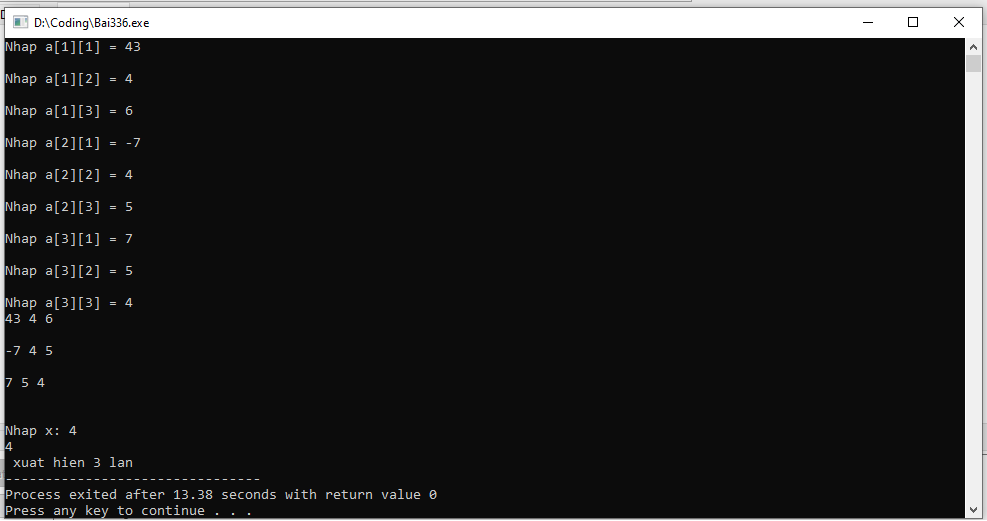 D:\Coding\Bai336.exe
Nhap a[1][1] = 43
Nhap a[1][2] = 4
Nhap a[1][3] = 6
Nhap a[2][1] = -7
Nhap a[2][2] = 4
Nhap a[2][3] = 5
Nhap a[3][1] = 7
Nhap a[3][2] = 5
Nhap a[3][3] = 4
43 4 6
-7 4 5
7 5 4
Nhap x: 4
4
xuat hien 3 lan
--------------------------------
Process exited after 13.38 seconds with return value 0
Press any key to continue . . .